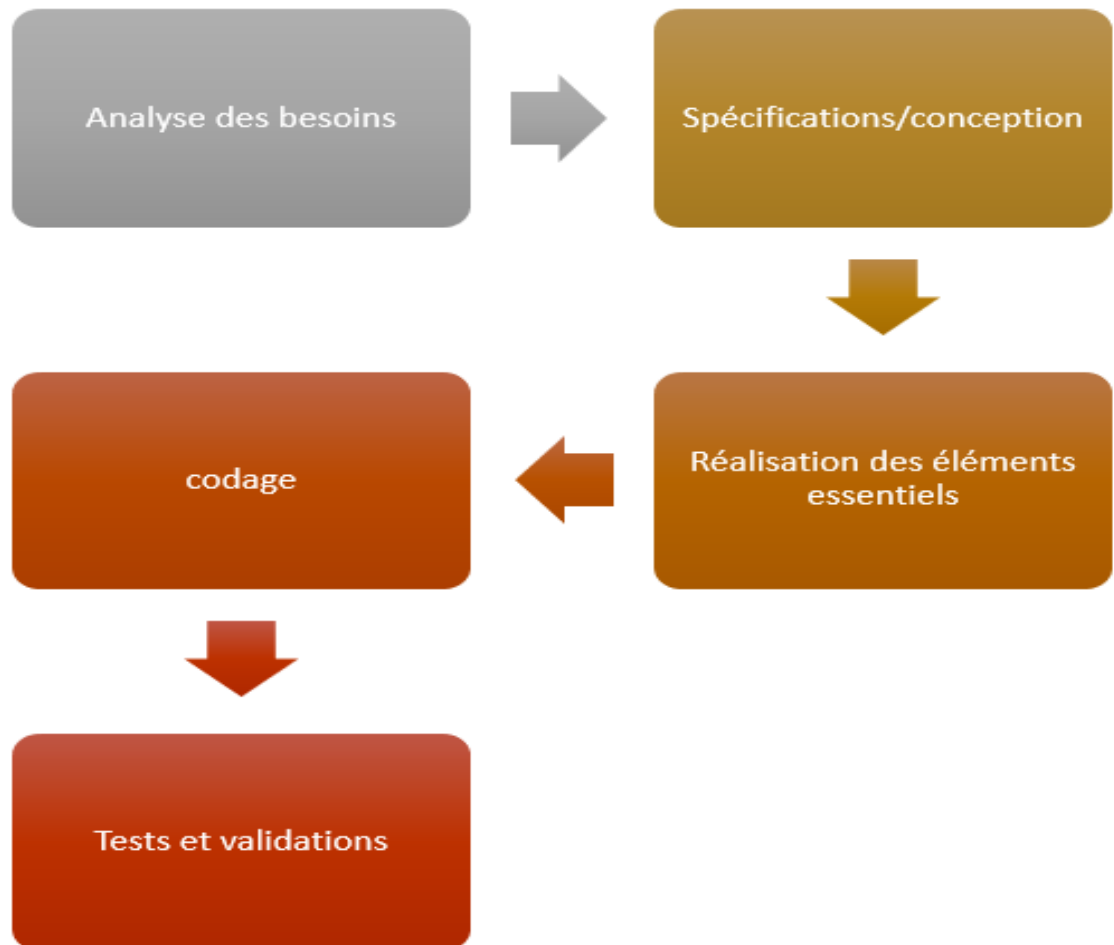 Analyse des besoins
Spécifications/conception
Réalisation des éléments
essentiels
codage
Tests et validations